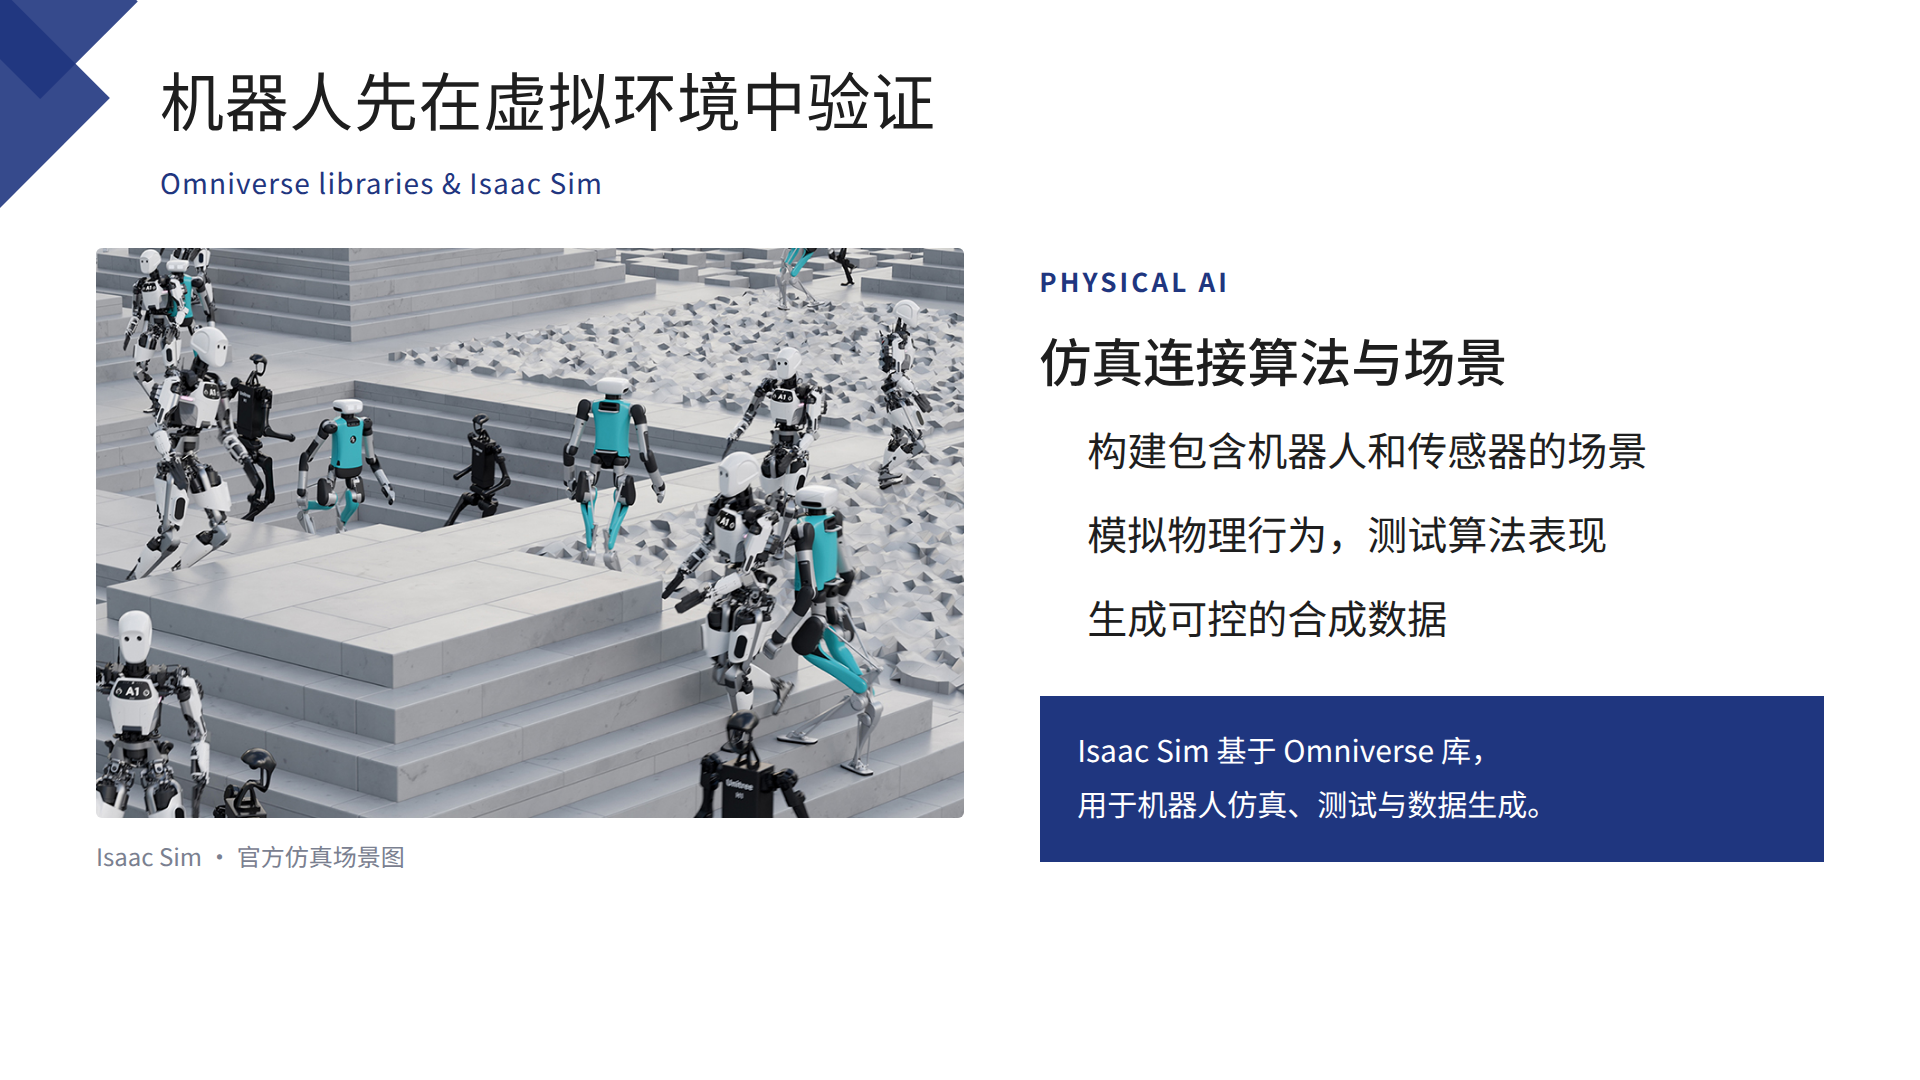 机器人先在虚拟环境中验证
Omniverse libraries & Isaac Sim
PHYSICAL AI
仿真连接算法与场景
构建包含机器人和传感器的场景
模拟物理行为，测试算法表现
生成可控的合成数据
Isaac Sim 基于 Omniverse 库，
用于机器人仿真、测试与数据生成。
A1
A1
A1
Unitree
Isaac Sim · 官方仿真场景图